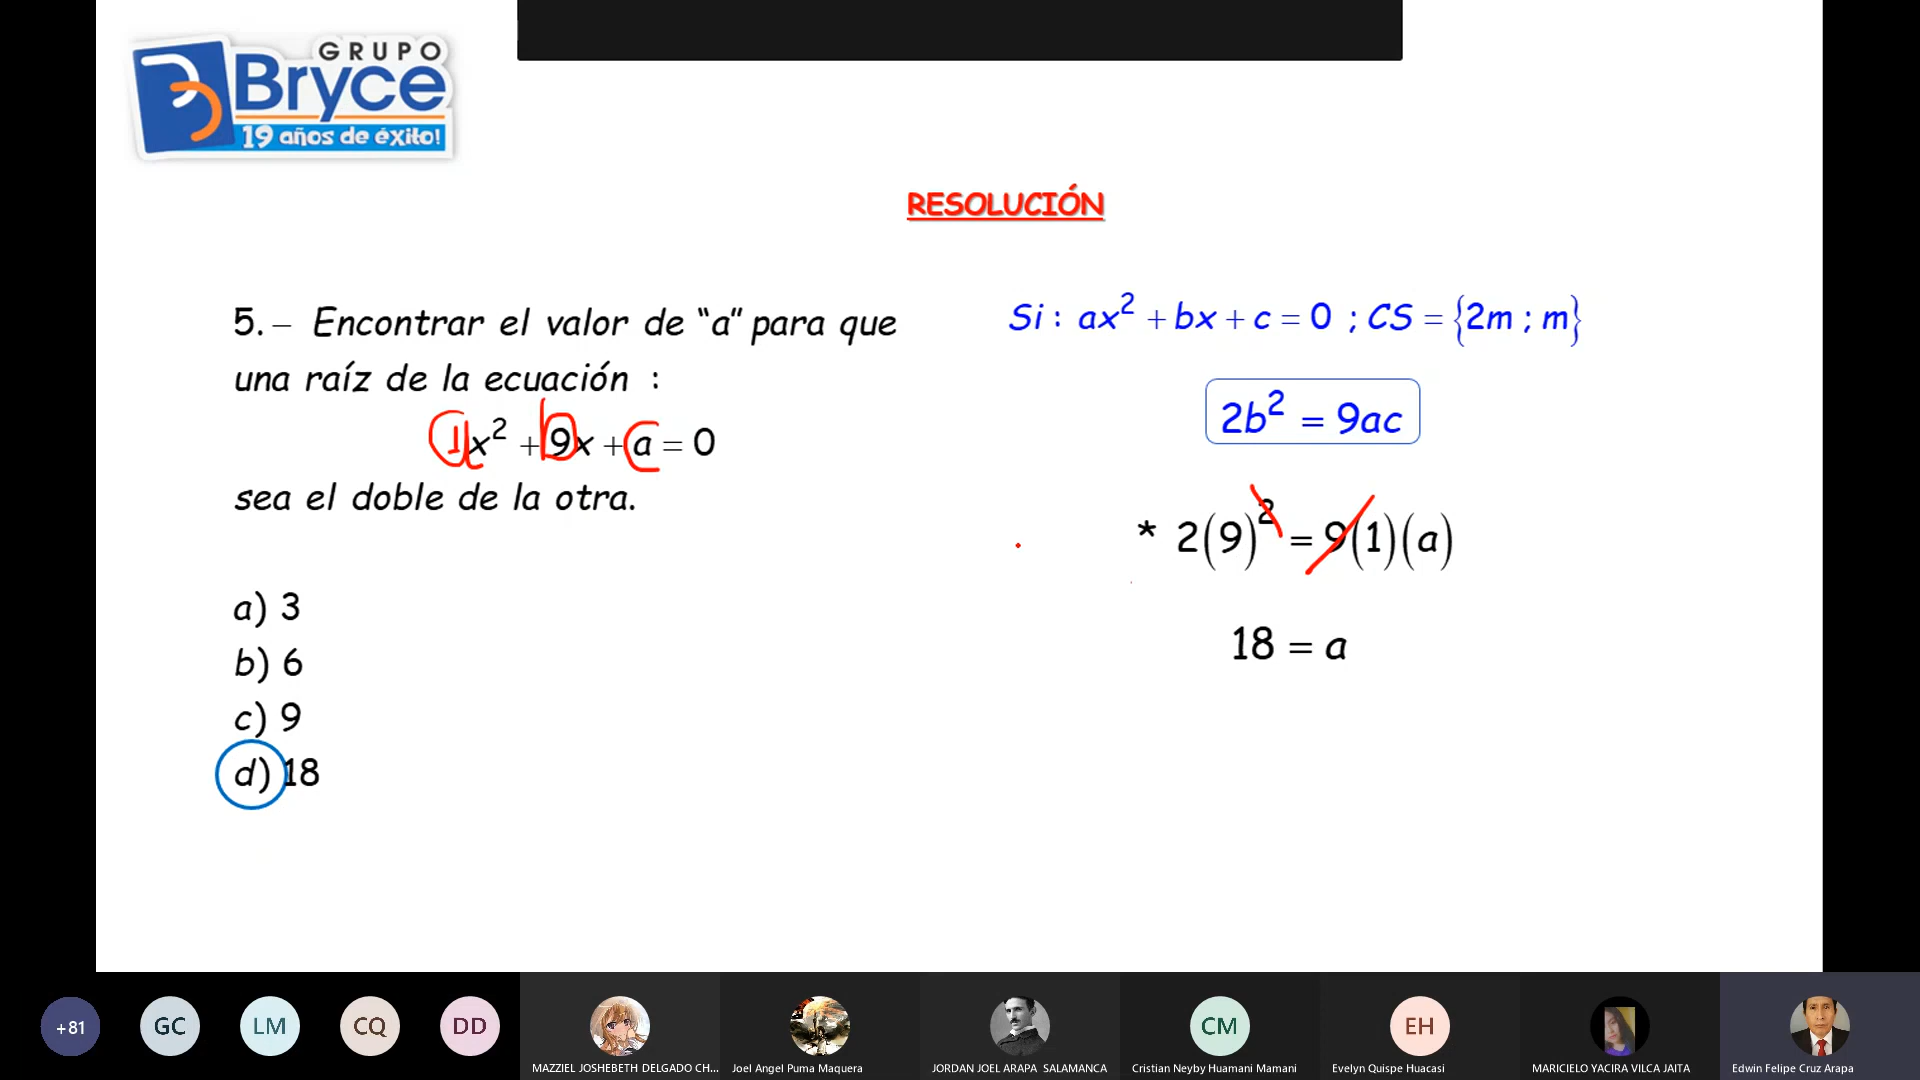 GRUPO
Bryce
19 años de éxito!
RESOLUCIÓN
5. – Encontrar el valor de “a” para que
una raíz de la ecuación :
1x² + 9x + a = 0
a b c
sea el doble de la otra.
a) 3
b) 6
c) 9
d) 18
Si : ax² + bx + c = 0 ; CS = {2m ; m}
2b² = 9ac
* 2(9)² = 9(1)(a)
18 = a
+81
GC
LM
CQ
DD
MAZZIEL JOSHEBETH DELGADO CH...
Joel Angel Puma Maquera
JORDAN JOEL ARAPA SALAMANCA
CM
Cristian Neyby Huamani Mamani
EH
Evelyn Quispe Huacasi
MARICIELO YACIRA VILCA JAITA
Edwin Felipe Cruz Arapa